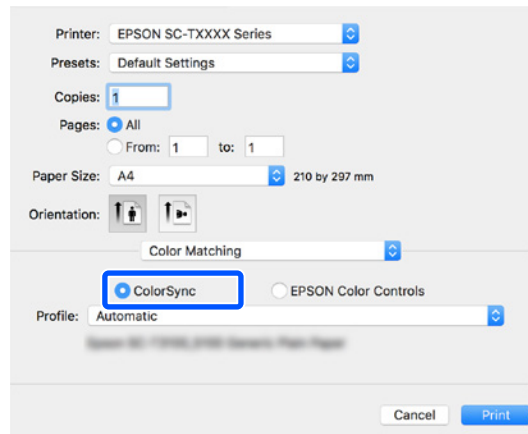 Printer: EPSON SC-TXXXX Series
Presets: Default Settings
Copies: 1
Pages: All
From: 1 to: 1
Paper Size: A4 210 by 297 mm
Orientation:
Color Matching
ColorSync EPSON Color Controls
Profile: Automatic
Cancel Print